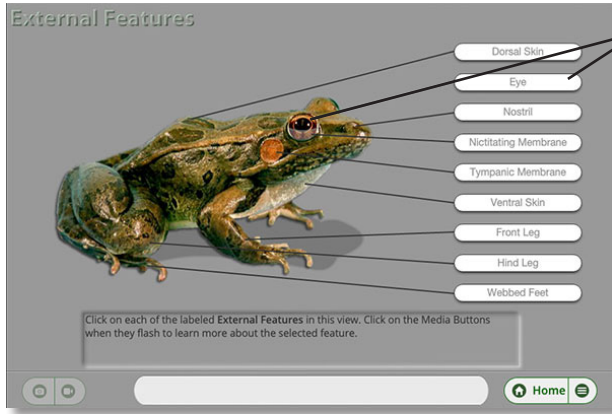 External Features
Dorsal Skin
Eye
Nostril
Nictitating Membrane
Tympanic Membrane
Ventral Skin
Front Leg
Hind Leg
Webbed Feet
Click on each of the labeled External Features in this view. Click on the Media Buttons
when they flash to learn more about the selected feature.
Home